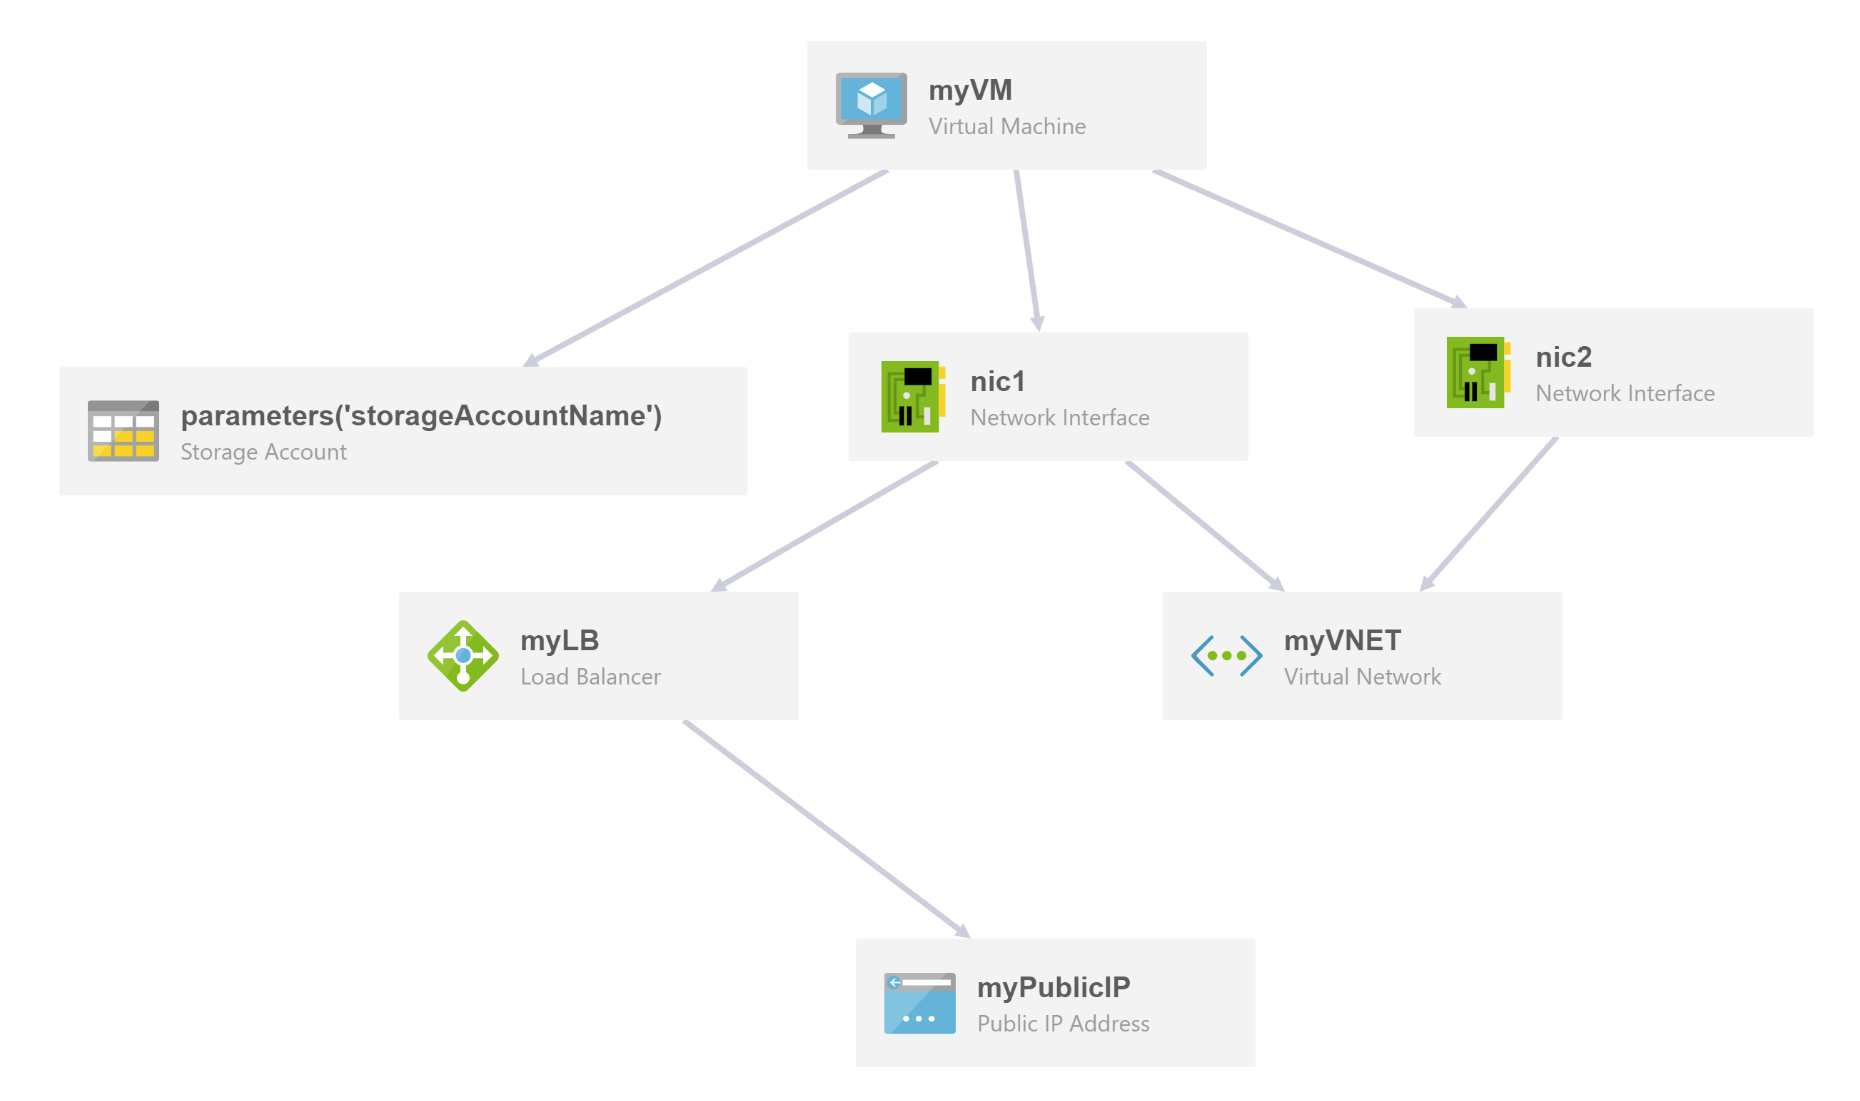 myVM
Virtual Machine
parameters('storageAccountName')
Storage Account
nic1
Network Interface
nic2
Network Interface
myLB
Load Balancer
myVNET
Virtual Network
myPublicIP
Public IP Address